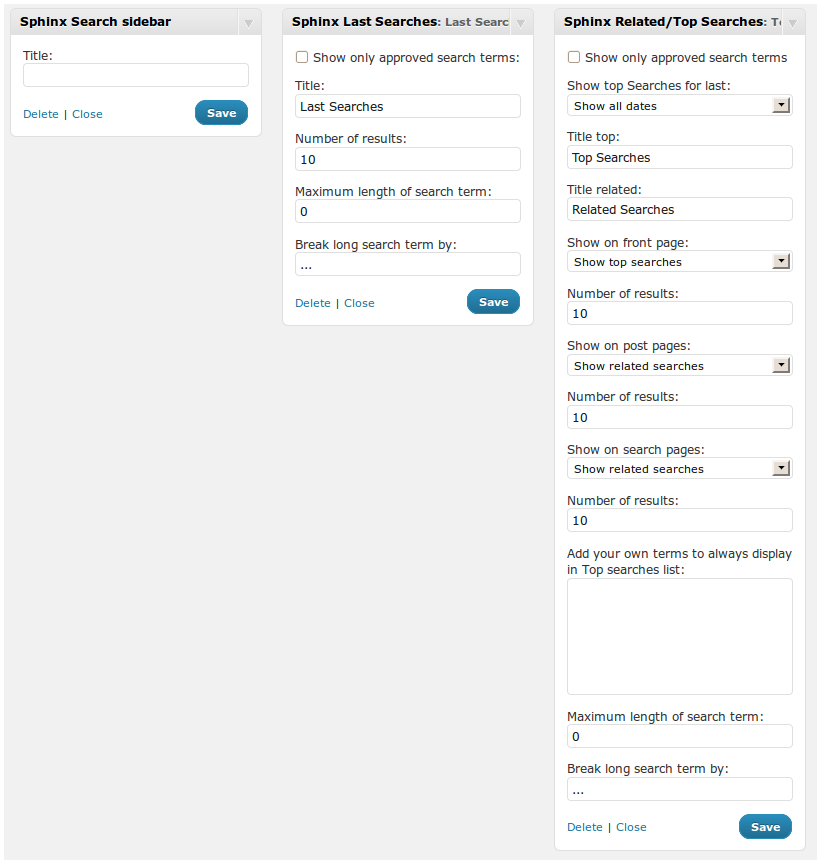 Sphinx Search sidebar
Title:
Delete | Close
Save
Sphinx Last Searches: Last Searc
Show only approved search terms:
Title:
Last Searches
Number of results:
10
Maximum length of search term:
0
Break long search term by:
...
Delete | Close
Save
Sphinx Related/Top Searches: To
Show only approved search terms
Show top Searches for last:
Show all dates
Title top:
Top Searches
Title related:
Related Searches
Show on front page:
Show top searches
Number of results:
10
Show on post pages:
Show related searches
Number of results:
10
Show on search pages:
Show related searches
Number of results:
10
Add your own terms to always display
in Top searches list:
Maximum length of search term:
0
Break long search term by:
...
Delete | Close
Save